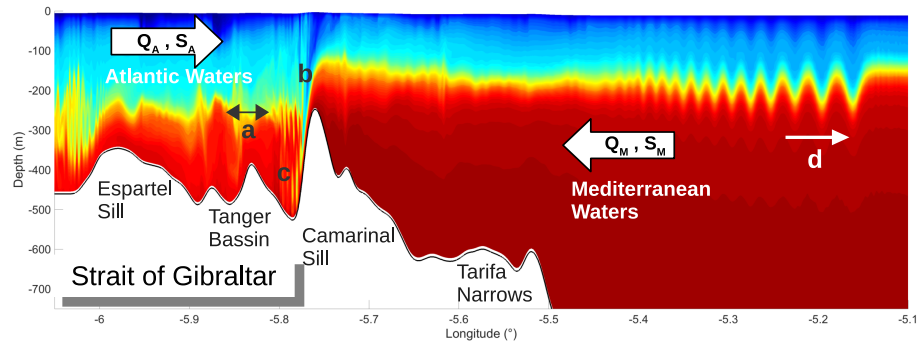 0
-100
-200
-300
-400
-500
-600
-700
Depth (m)
Q_A , S_A
Atlantic Waters
b
a
c
Q_M , S_M
d
Mediterranean
Waters
Espartel
Sill
Tanger
Bassin
Camarinal
Sill
Tarifa
Narrows
Strait of Gibraltar
-6
-5.9
-5.8
-5.7
-5.6
-5.5
-5.4
-5.3
-5.2
-5.1
Longitude (°)